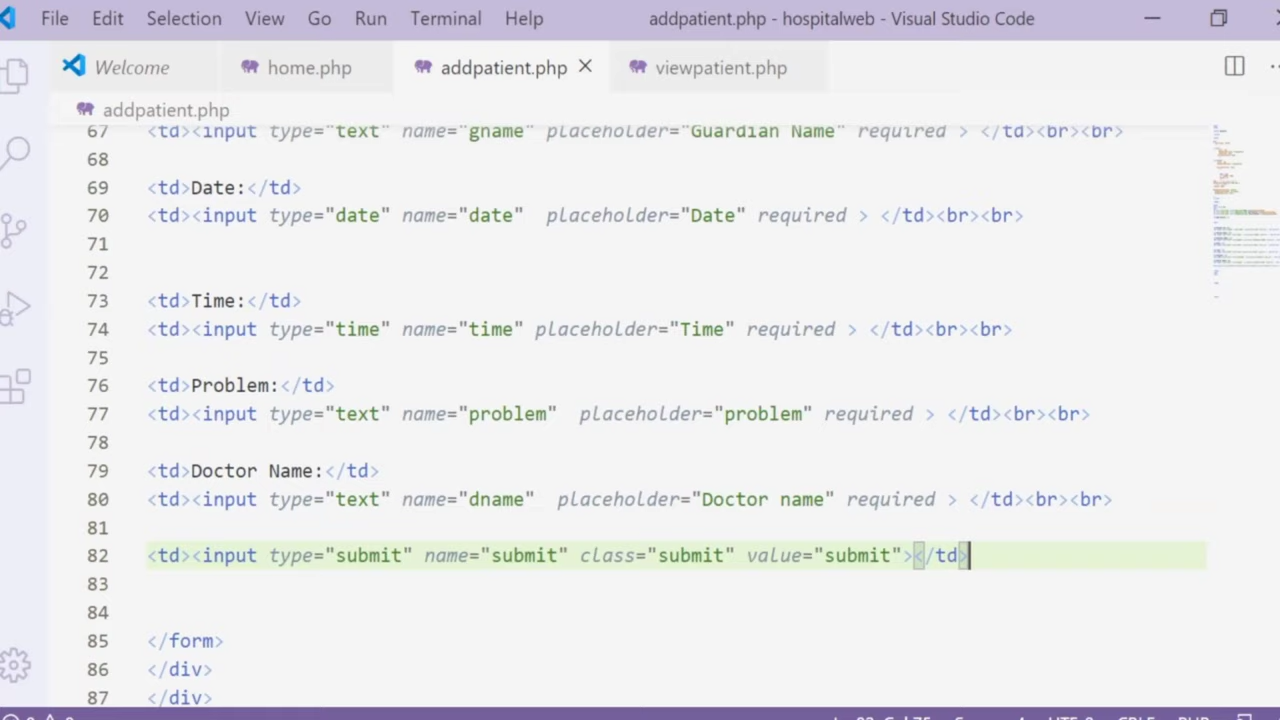 File Edit Selection View Go Run Terminal Help addpatient.php - hospitalweb - Visual Studio Code
Welcome home.php addpatient.php viewpatient.php
addpatient.php
67 <td><input type="text" name="gname" placeholder="Guardian Name" required > </td><br><br>
68
69 <td>Date:</td>
70 <td><input type="date" name="date"  placeholder="Date" required > </td><br><br>
71
72
73 <td>Time:</td>
74 <td><input type="time" name="time" placeholder="Time" required > </td><br><br>
75
76 <td>Problem:</td>
77 <td><input type="text" name="problem"  placeholder="problem" required > </td><br><br>
78
79 <td>Doctor Name:</td>
80 <td><input type="text" name="dname"  placeholder="Doctor name" required > </td><br><br>
81
82 <td><input type="submit" name="submit" class="submit" value="submit"></td>
83
84
85 </form>
86 </div>
87 </div>